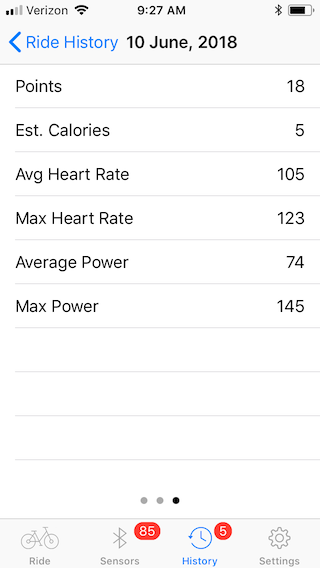 Verizon 9:27 AM
Ride History 10 June, 2018
Points 18
Est. Calories 5
Avg Heart Rate 105
Max Heart Rate 123
Average Power 74
Max Power 145
85 5
Ride Sensors History Settings